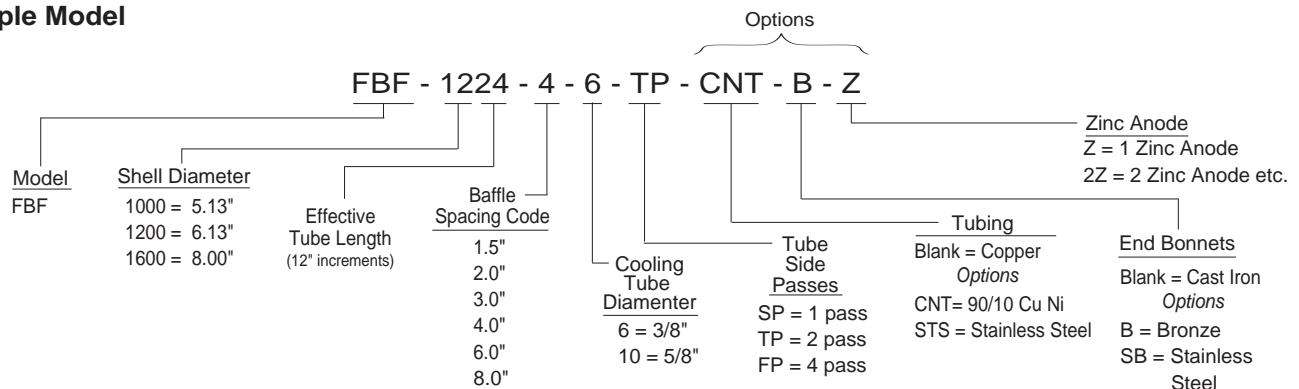 ple Model
Options
FBF - 1224 - 4 - 6 - TP - CNT - B - Z
Model
FBF
Shell Diameter
1000 = 5.13"
1200 = 6.13"
1600 = 8.00"
Effective
Tube Length
(12" increments)
Baffle
Spacing Code
1.5"
2.0"
3.0"
4.0"
6.0"
8.0"
Cooling
Tube
Diamenter
6 = 3/8"
10 = 5/8"
Tube
Side
Passes
SP = 1 pass
TP = 2 pass
FP = 4 pass
Tubing
Blank = Copper
Options
CNT= 90/10 Cu Ni
STS = Stainless Steel
End Bonnets
Blank = Cast Iron
Options
B = Bronze
SB = Stainless
Steel
Zinc Anode
Z = 1 Zinc Anode
2Z = 2 Zinc Anode etc.